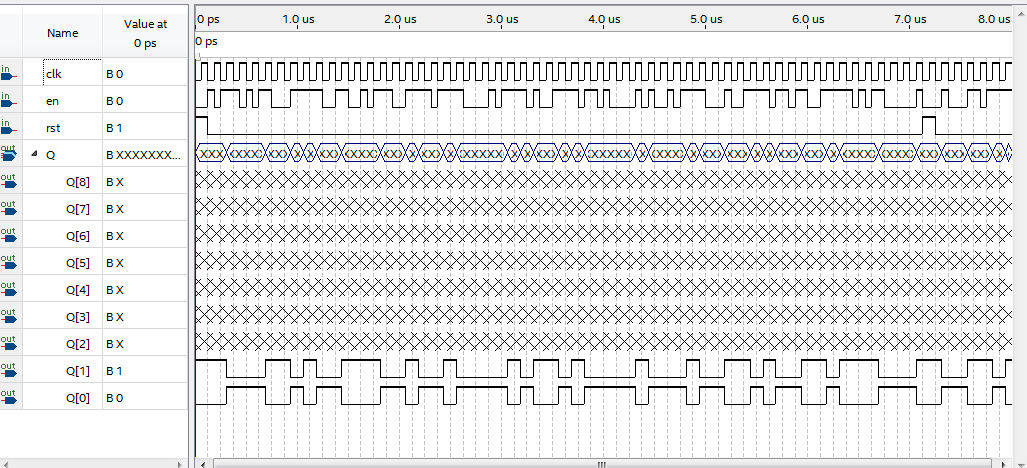 Name
Value at
0 ps
0 ps
1.0 us
2.0 us
3.0 us
4.0 us
5.0 us
6.0 us
7.0 us
8.0 us
0 ps
in
clk
B 0
in
en
B 0
in
rst
B 1
out
Q
B XXXXXXX...
out
Q[8]
B X
out
Q[7]
B X
out
Q[6]
B X
out
Q[5]
B X
out
Q[4]
B X
out
Q[3]
B X
out
Q[2]
B X
out
Q[1]
B 1
out
Q[0]
B 0